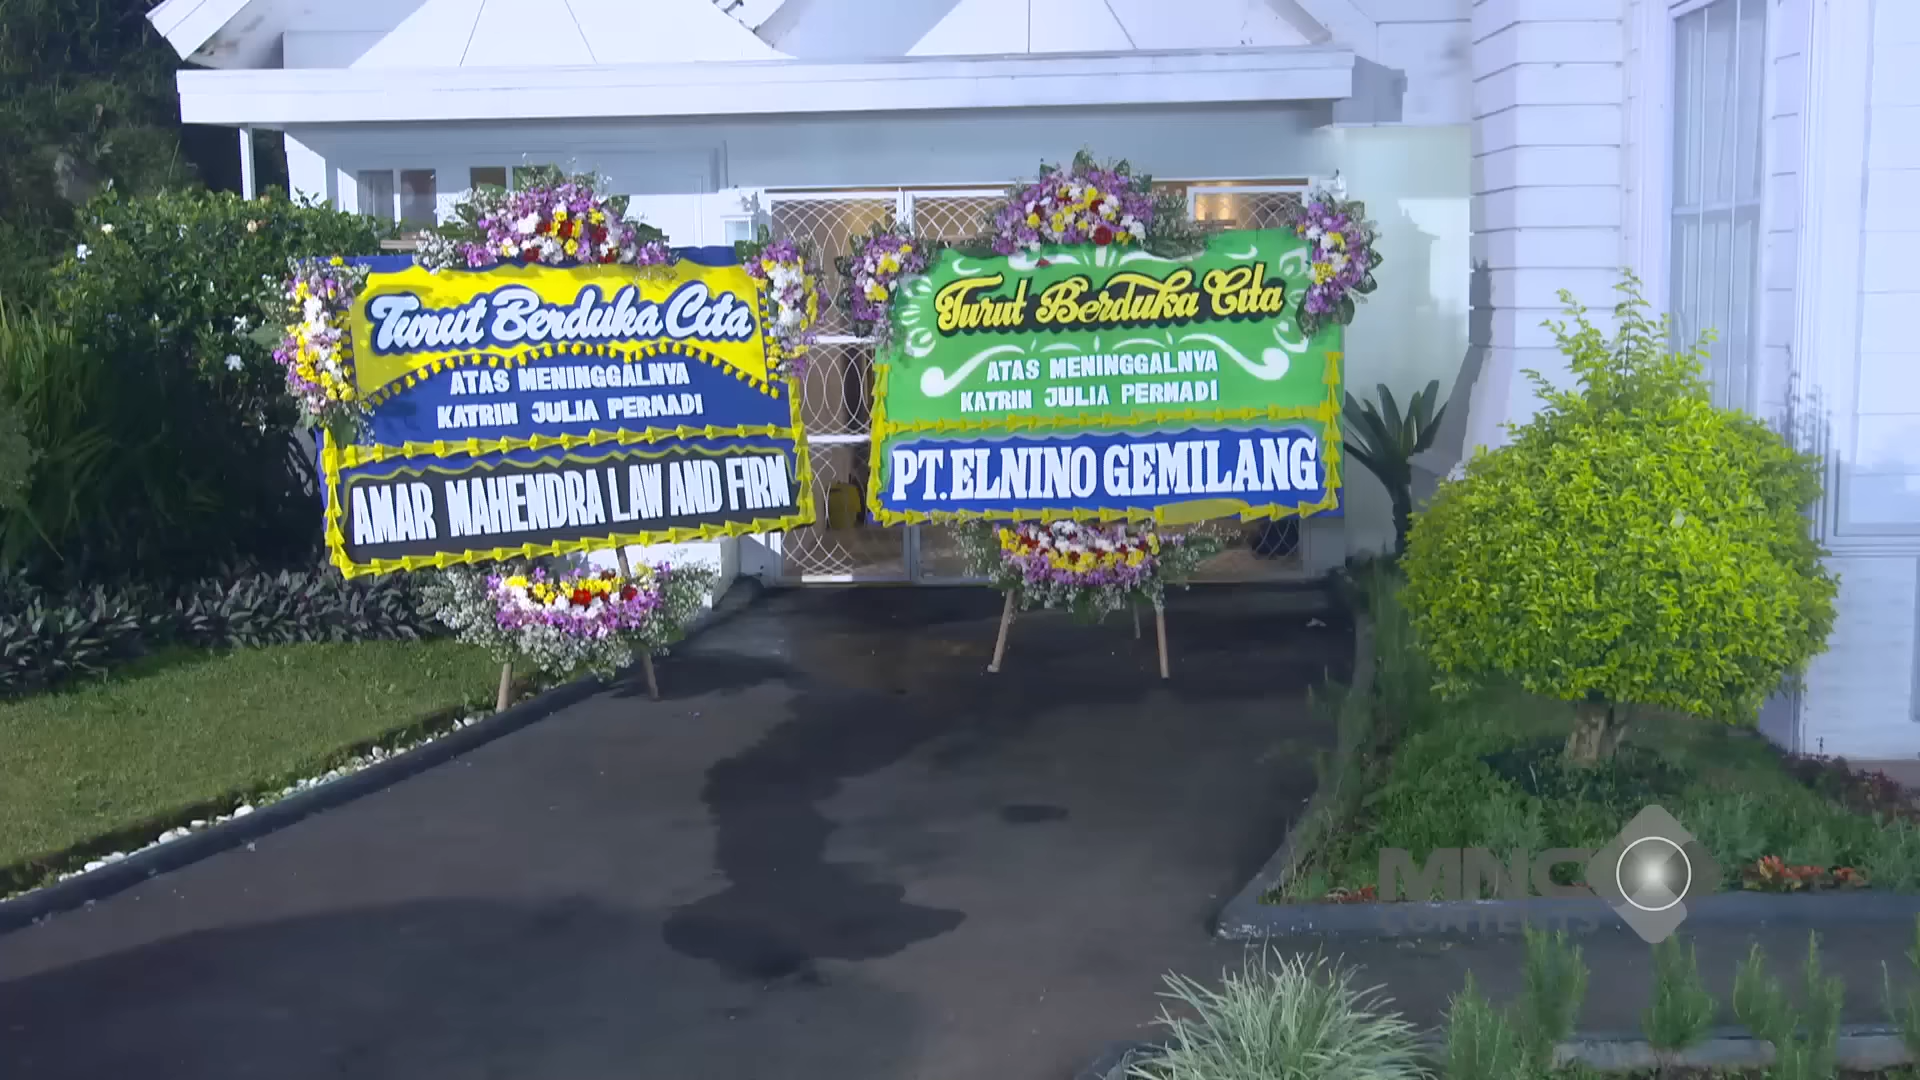 Turut Berduka Cita
ATAS MENINGGALNYA
KATRIN JULIA PERMADI
AMAR MAHENDRA LAW AND FIRM
Turut Berduka Cita
ATAS MENINGGALNYA
KATRIN JULIA PERMADI
PT. ELNINO GEMILANG
MNC
CONTENTS